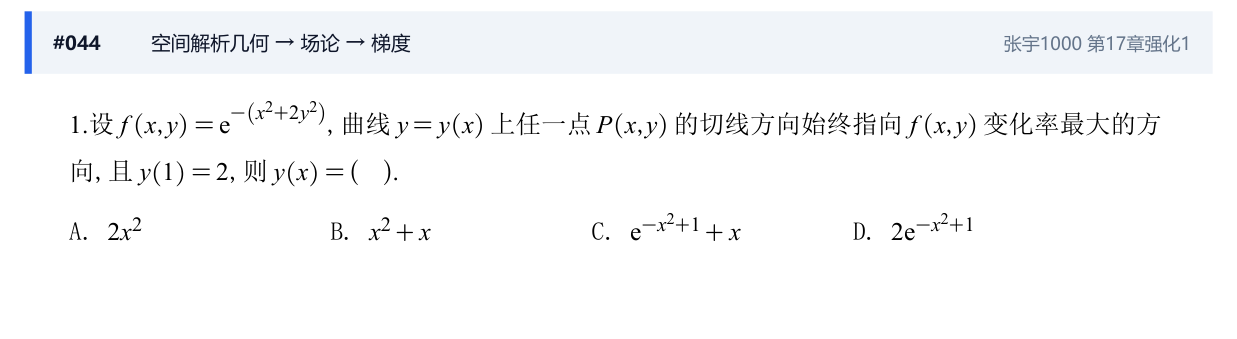 #044 空间解析几何 → 场论 → 梯度 张宇1000 第17章强化1
1.设 f(x,y)=e^{-(x^2+2y^2)}, 曲线 y=y(x) 上任一点 P(x,y) 的切线方向始终指向 f(x,y) 变化率最大的方
向, 且 y(1)=2, 则 y(x)=( ).
A. 2x^2 B. x^2+x C. e^{-x^2+1}+x D. 2e^{-x^2+1}